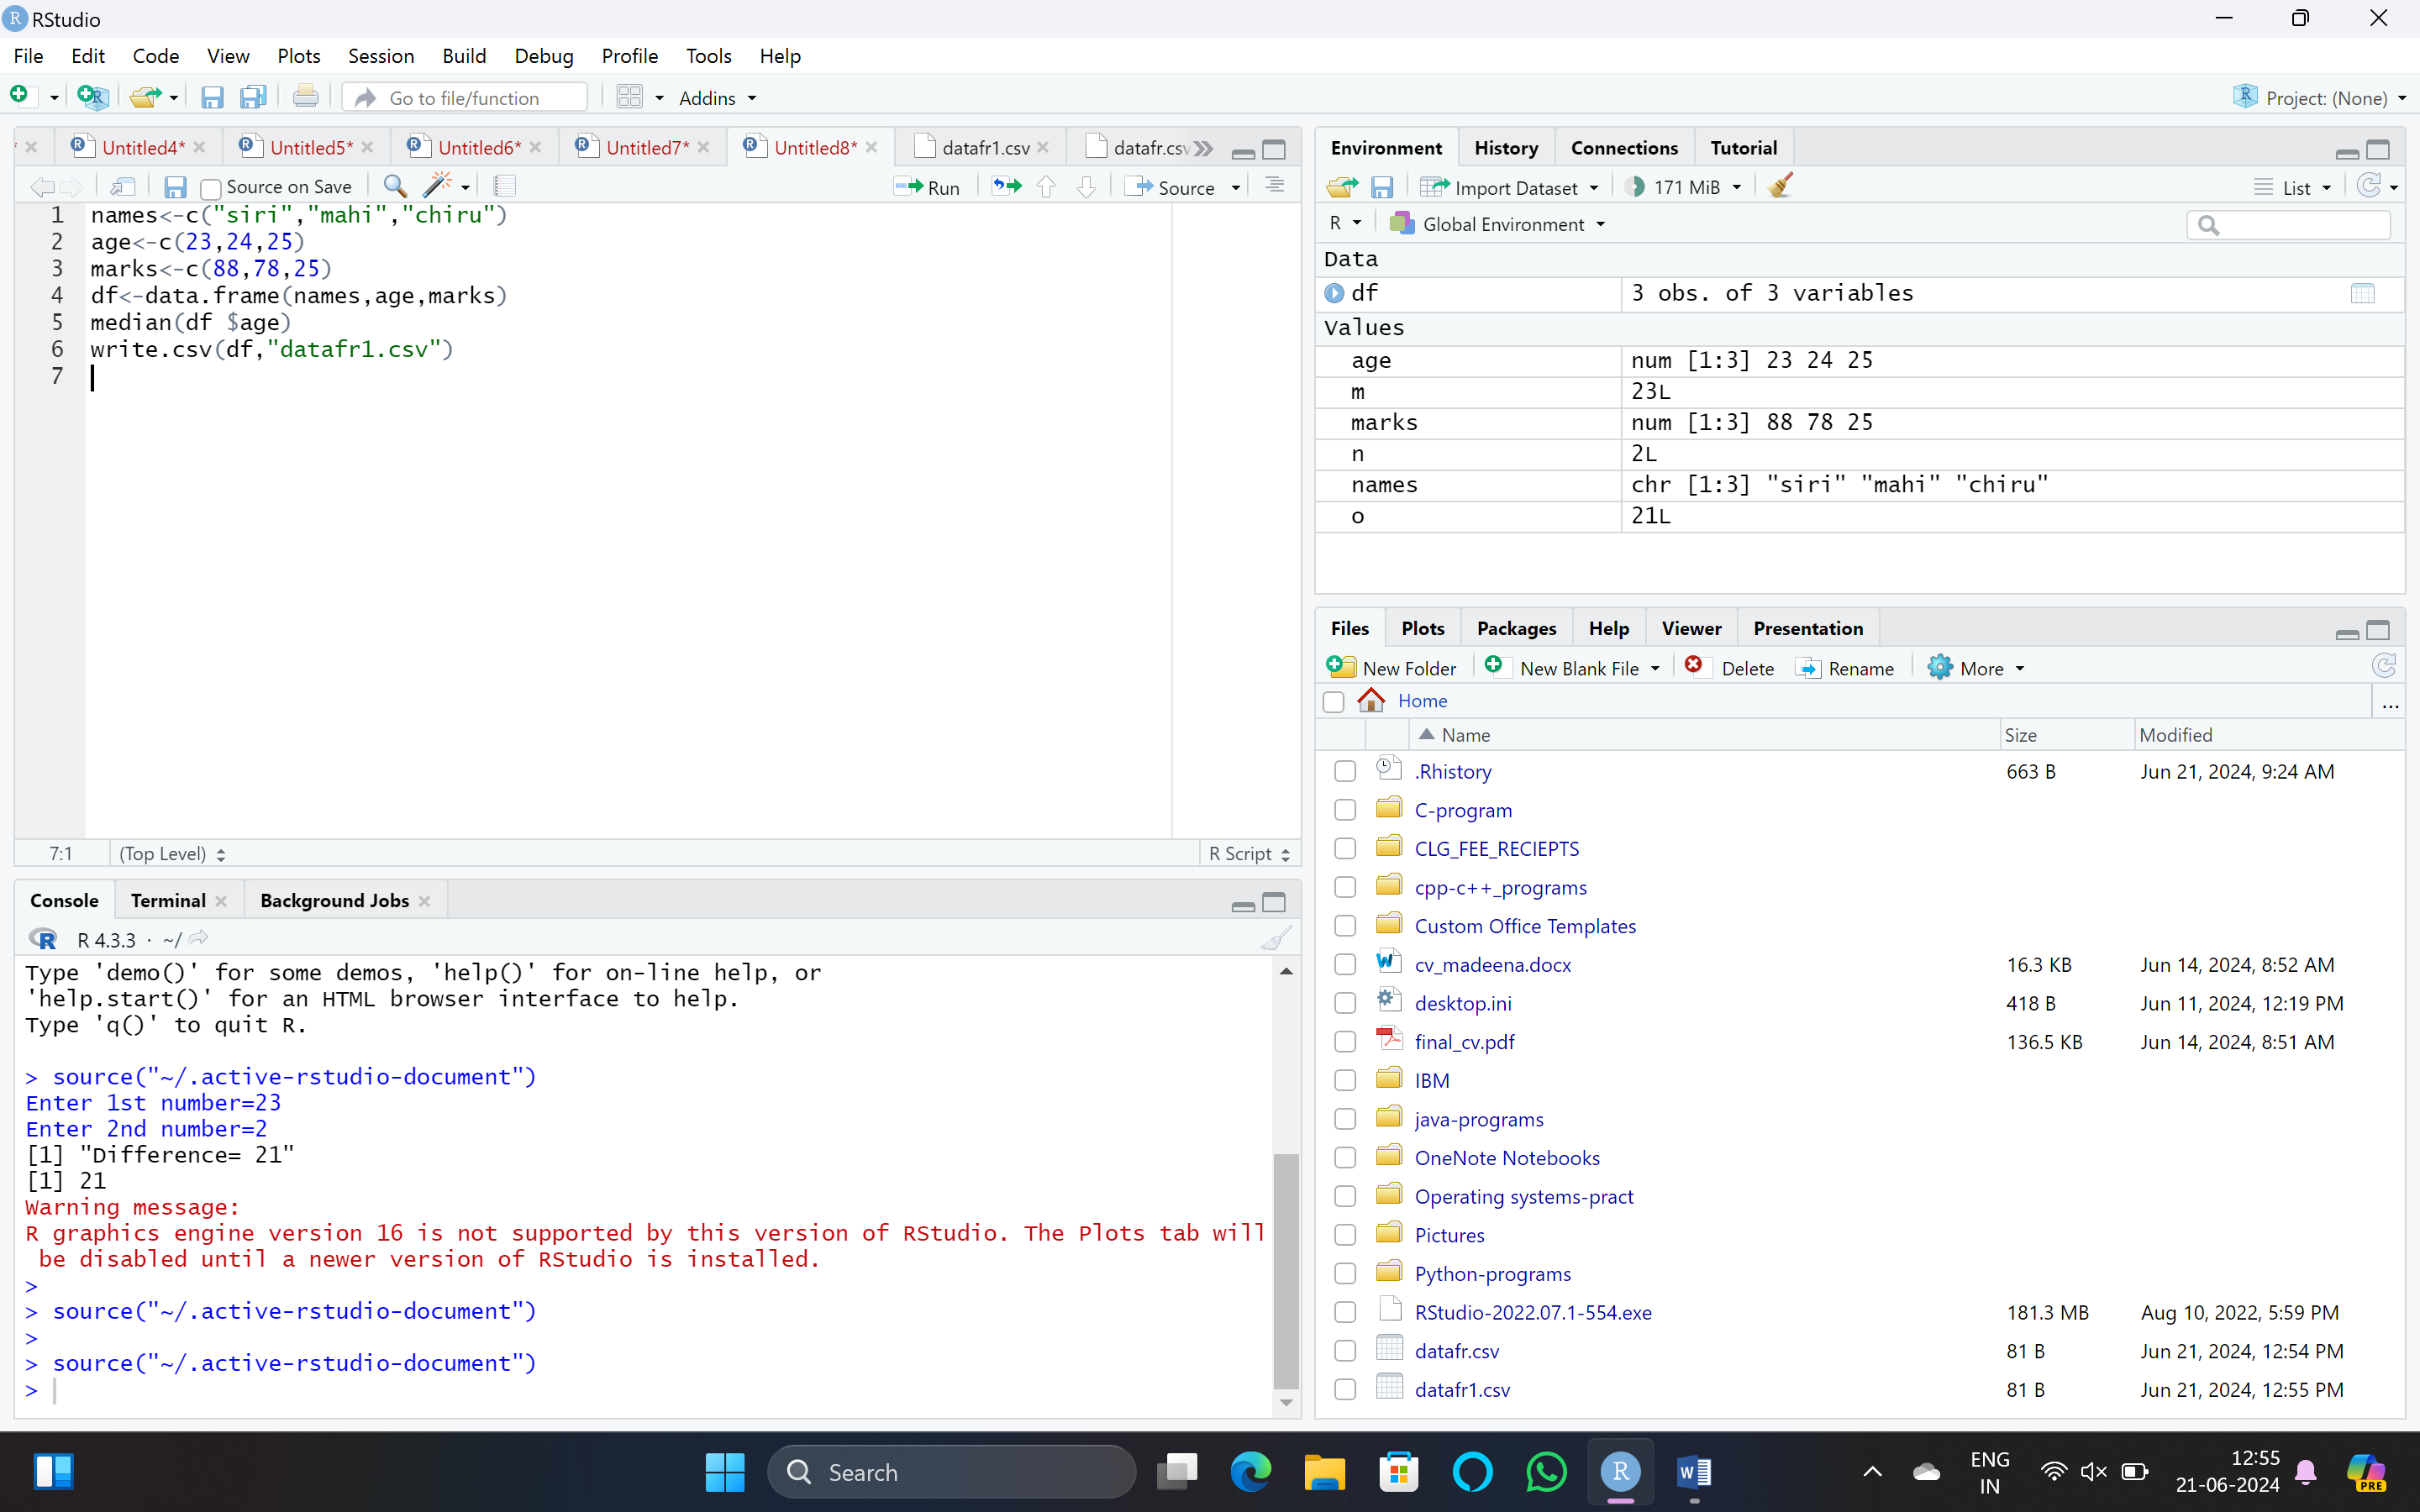 RStudio
File Edit Code View Plots Session Build Debug Profile Tools Help
Go to file/function Addins Project: (None)
Untitled4* Untitled5* Untitled6* Untitled7* Untitled8* datafr1.csv datafr.csv
Source on Save Run Source
1 names<-c("siri","mahi","chiru")
2 age<-c(23,24,25)
3 marks<-c(88,78,25)
4 df<-data.frame(names,age,marks)
5 median(df $age)
6 write.csv(df,"datafr1.csv")
7
7:1 (Top Level) R Script
Console Terminal Background Jobs
R 4.3.3 · ~/
Type 'demo()' for some demos, 'help()' for on-line help, or
'help.start()' for an HTML browser interface to help.
Type 'q()' to quit R.
> source("~/.active-rstudio-document")
Enter 1st number=23
Enter 2nd number=2
[1] "Difference= 21"
[1] 21
Warning message:
R graphics engine version 16 is not supported by this version of RStudio. The Plots tab will
be disabled until a newer version of RStudio is installed.
>
> source("~/.active-rstudio-document")
>
> source("~/.active-rstudio-document")
>
Environment History Connections Tutorial
Import Dataset 171 MiB List
R Global Environment
Data
df 3 obs. of 3 variables
Values
age num [1:3] 23 24 25
m 23L
marks num [1:3] 88 78 25
n 2L
names chr [1:3] "siri" "mahi" "chiru"
o 21L
Files Plots Packages Help Viewer Presentation
New Folder New Blank File Delete Rename More
Home ...
Name Size Modified
.Rhistory 663 B Jun 21, 2024, 9:24 AM
C-program
CLG_FEE_RECIEPTS
cpp-c++_programs
Custom Office Templates
cv_madeena.docx 16.3 KB Jun 14, 2024, 8:52 AM
desktop.ini 418 B Jun 11, 2024, 12:19 PM
final_cv.pdf 136.5 KB Jun 14, 2024, 8:51 AM
IBM
java-programs
OneNote Notebooks
Operating systems-pract
Pictures
Python-programs
RStudio-2022.07.1-554.exe 181.3 MB Aug 10, 2022, 5:59 PM
datafr.csv 81 B Jun 21, 2024, 12:54 PM
datafr1.csv 81 B Jun 21, 2024, 12:55 PM
Search
ENG
IN
12:55
21-06-2024
PRE